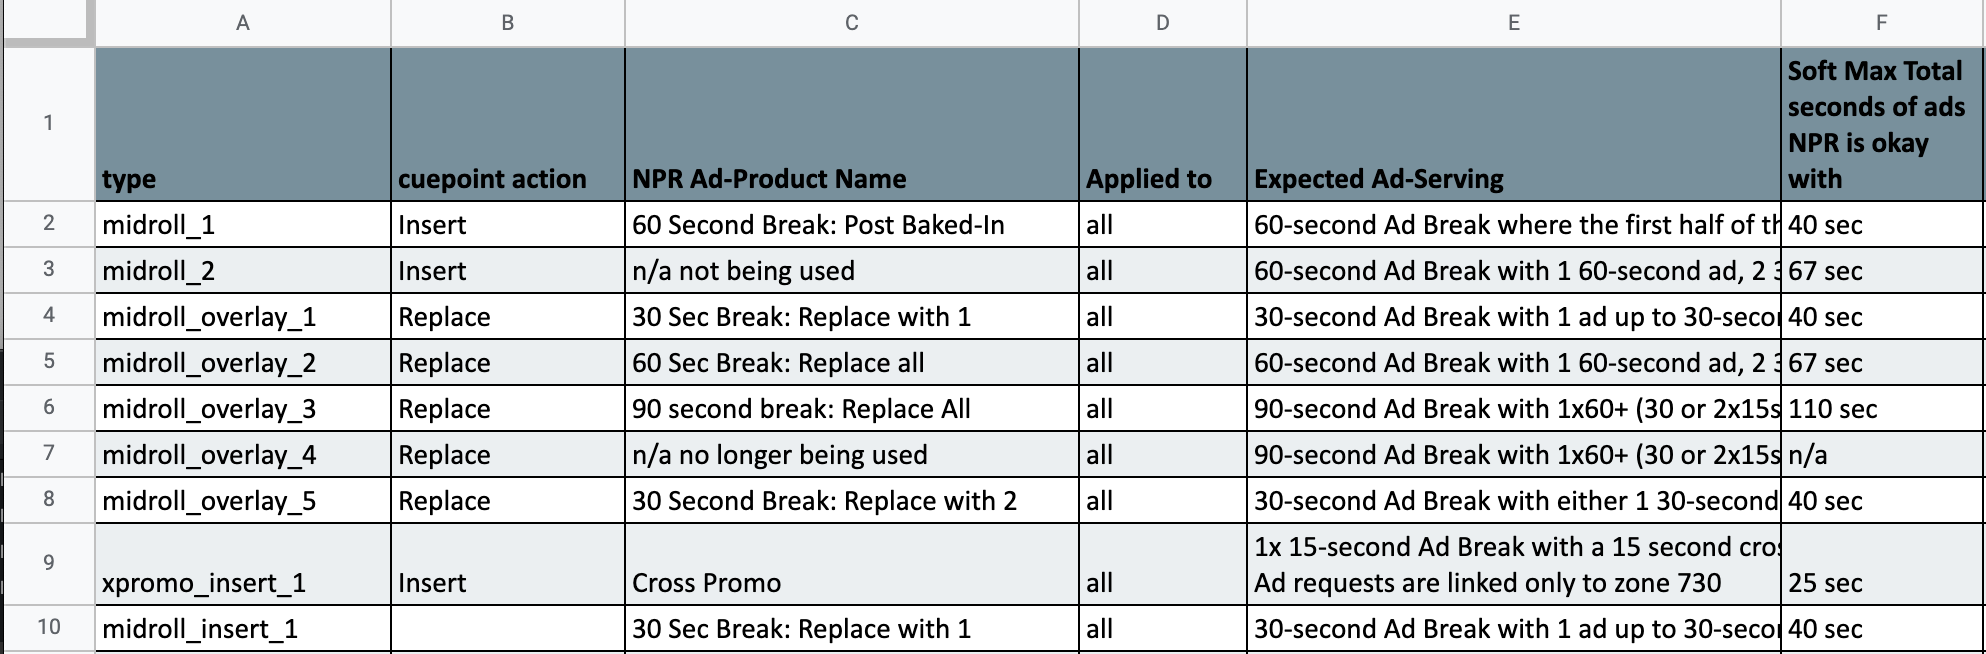 A B C D E F
1 type cuepoint action NPR Ad-Product Name Applied to Expected Ad-Serving Soft Max Total
seconds of ads
NPR is okay
with
2 midroll_1 Insert 60 Second Break: Post Baked-In all 60-second Ad Break where the first half of 40 sec
3 midroll_2 Insert n/a not being used all 60-second Ad Break with 1 60-second ad, 2 67 sec
4 midroll_overlay_1 Replace 30 Sec Break: Replace with 1 all 30-second Ad Break with 1 ad up to 40 sec
5 midroll_overlay_2 Replace 60 Sec Break: Replace all all 60-second Ad Break with 1 60-second ad, 2 67 sec
6 midroll_overlay_3 Replace 90 second break: Replace All all 90-second Ad Break with 1x60+ (30 or 2x15s 110 sec
7 midroll_overlay_4 Replace n/a no longer being used all 90-second Ad Break with 1x60+ (30 or 2x15s n/a
8 midroll_overlay_5 Replace 30 Second Break: Replace with 2 all 30-second Ad Break with either 1 30-second 40 sec
9 xpromo_insert_1 Insert Cross Promo all 1x 15-second Ad Break with a 15 second
Ad requests are linked only to zone 730 25 sec
10 midroll_insert_1 30 Sec Break: Replace with 1 all 30-second Ad Break with 1 ad up to 40 sec